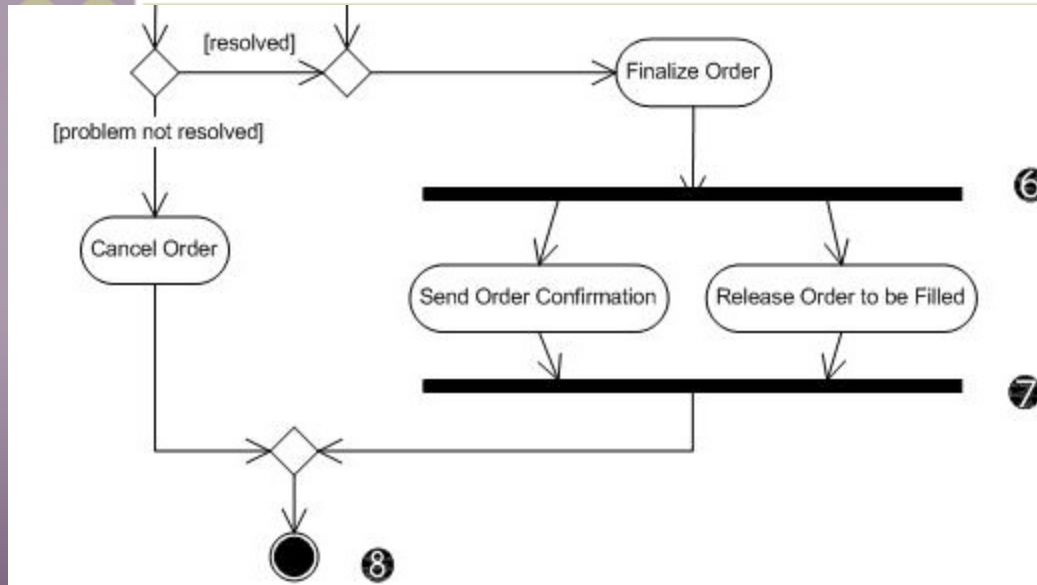 [resolved]
Finalize Order
[problem not resolved]
6
Cancel Order
Send Order Confirmation
Release Order to be Filled
7
8